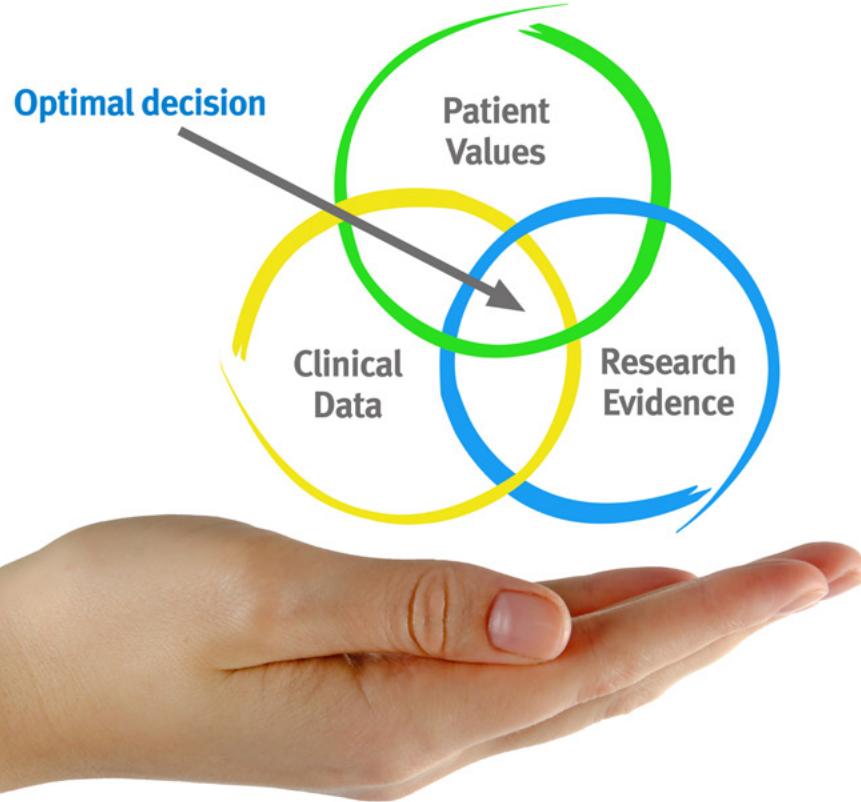 Optimal decision
Patient
Values
Clinical
Data
Research
Evidence